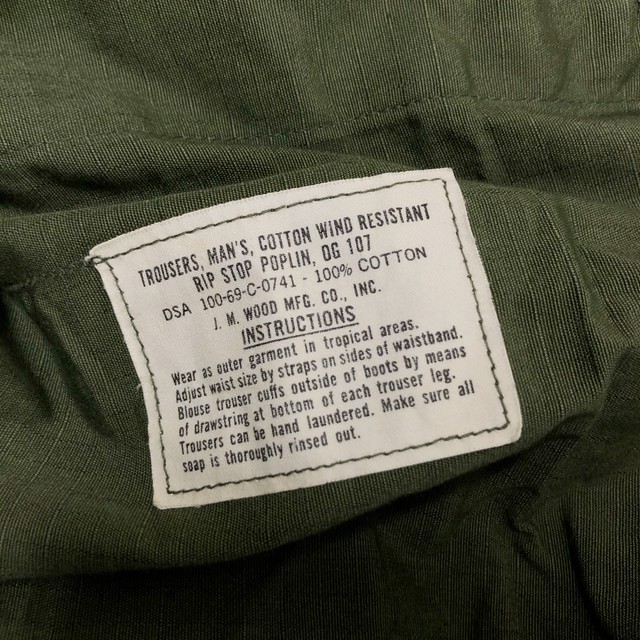 TROUSERS, MAN'S, COTTON WIND RESISTANT
RIP STOP POPLIN, OG 107
DSA 100-69-C-0741 - 100% COTTON
J. M. WOOD MFG. CO., INC.
INSTRUCTIONS
Wear as outer garment in tropical areas.
Adjust waist size by straps on sides of waistband.
Blouse trouser cuffs outside of boots by means
of drawstring at bottom of each trouser leg.
Trousers can be hand laundered. Make sure all
soap is thoroughly rinsed out.